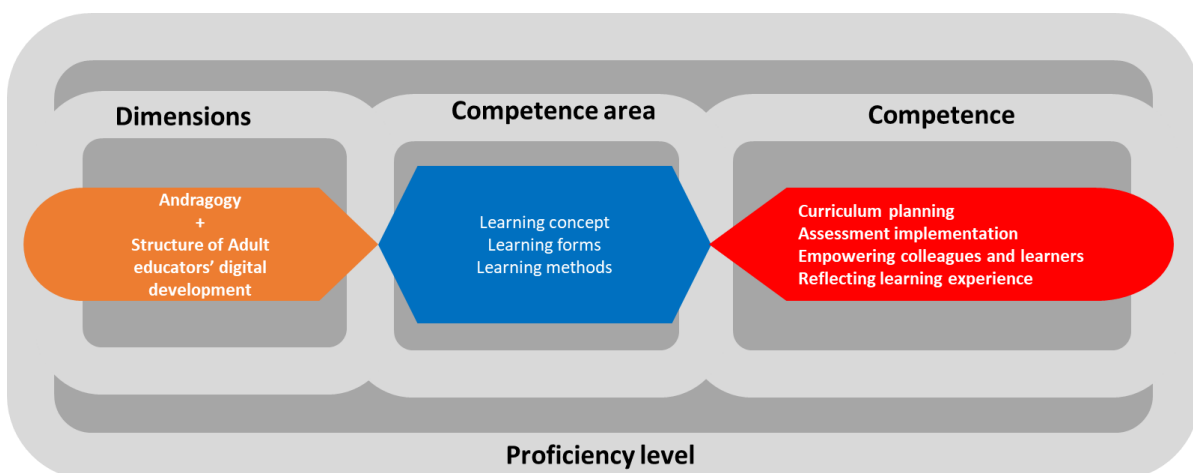 Dimensions
Andragogy
+
Structure of Adult
educators’ digital
development
Competence area
Learning concept
Learning forms
Learning methods
Competence
Curriculum planning
Assessment implementation
Empowering colleagues and learners
Reflecting learning experience
Proficiency level